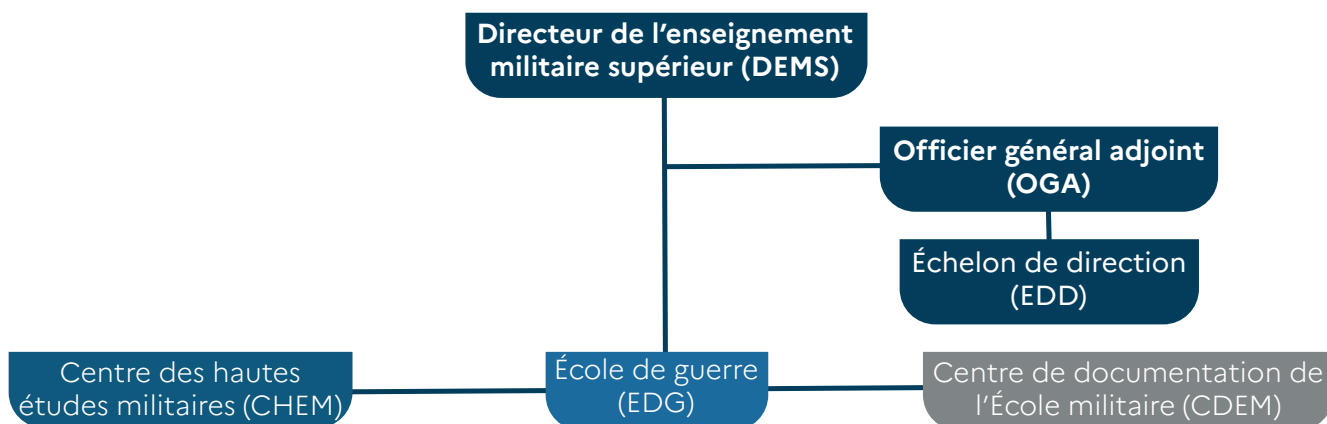 Directeur de l'enseignement
militaire supérieur (DEMS)
Officier général adjoint
(OGA)
Échelon de direction
(EDD)
Centre des hautes
études militaires (CHEM)
École de guerre
(EDG)
Centre de documentation de
l'École militaire (CDEM)